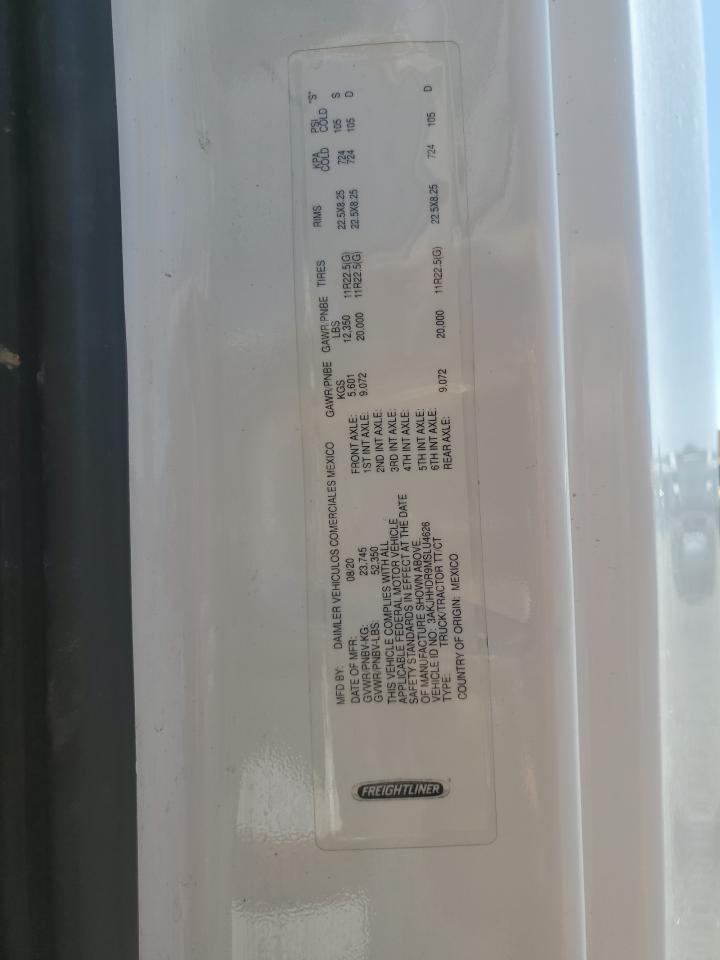 FREIGHTLINER
MFD BY: DAIMLER VEHICULOS COMERCIALES MEXICO
DATE OF MFR: 08/20
GVWR/PNBV-KG: 23.745
GVWR/PNBV-LBS: 52.350
THIS VEHICLE COMPLIES WITH ALL
APPLICABLE FEDERAL MOTOR VEHICLE
SAFETY STANDARDS IN EFFECT AT THE DATE
OF MANUFACTURE SHOWN ABOVE.
VEHICLE ID NO: 3AKJHHDR9MSLU4626
TYPE: TRUCK/TRACTOR TT/CT
COUNTRY OF ORIGIN: MEXICO
GAWR/PNBE GAWR/PNBE TIRES RIMS KPA PSI "S"
KGS LBS COLD COLD
FRONT AXLE: 5.601 12,350 11R22.5(G) 22.5X8.25 724 105 S
1ST INT AXLE: 9.072 20,000 11R22.5(G) 22.5X8.25 724 105 D
2ND INT AXLE:
3RD INT AXLE:
4TH INT AXLE:
5TH INT AXLE:
6TH INT AXLE:
REAR AXLE: 9.072 20,000 11R22.5(G) 22.5X8.25 724 105 D